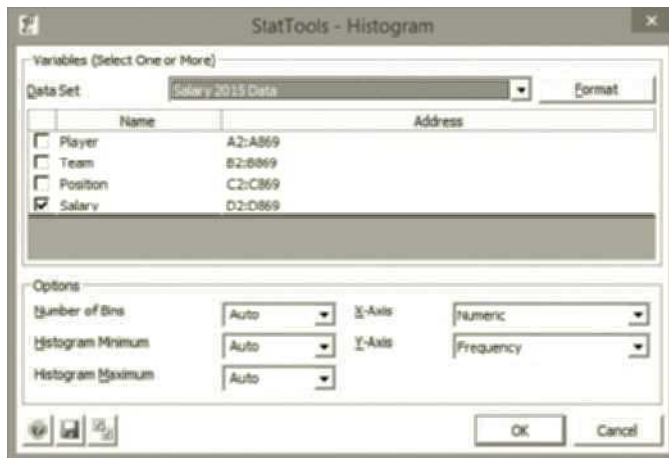 StatTools - Histogram
Variables (Select One or More)
Data Set Salary 2015 Data Format
Name Address
Player A2:A869
Team B2:B869
Position C2:C869
Salary D2:D869
Options
Number of Bins Auto X-Axis Numeric
Histogram Minimum Auto Y-Axis Frequency
Histogram Maximum Auto
OK Cancel